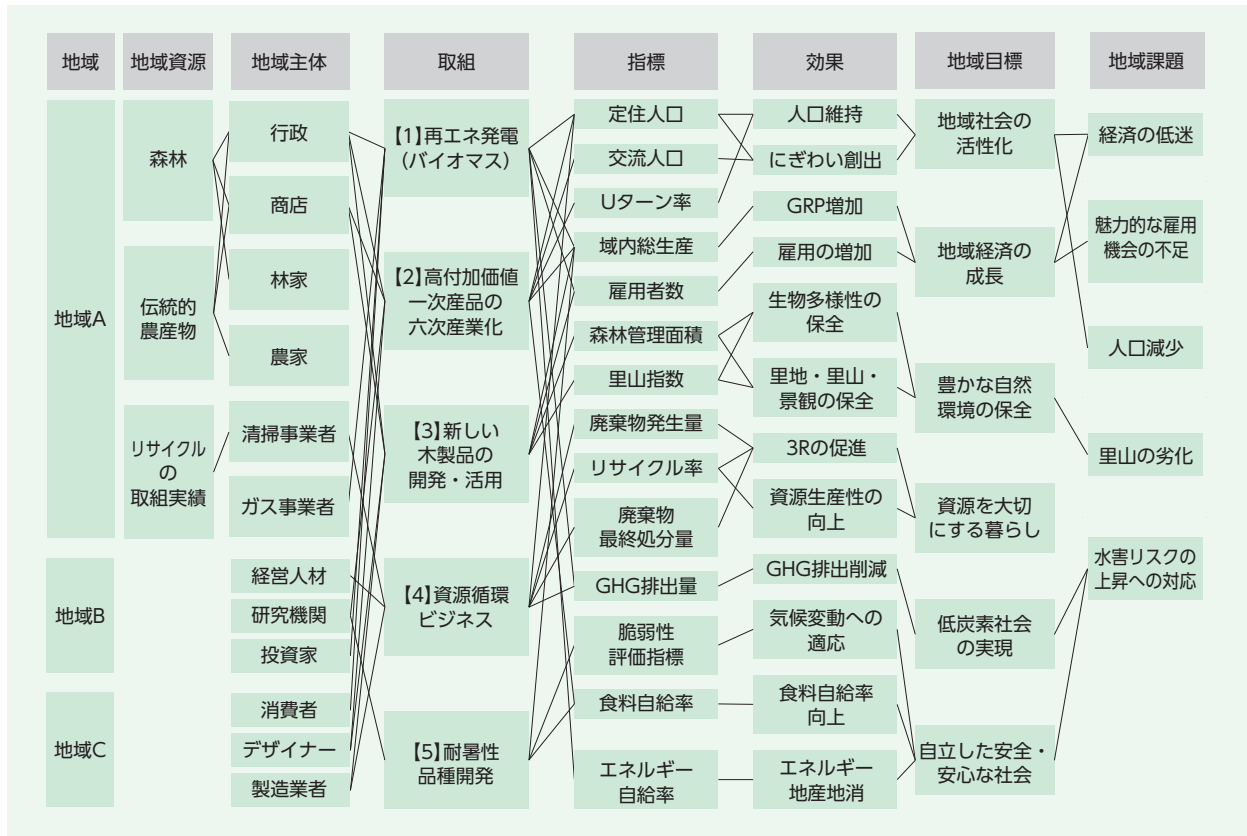 地域
地域資源
地域主体
取組
指標
効果
地域目標
地域課題
地域A
地域B
地域C
森林
伝統的
農産物
リサイクル
の
取組実績
行政
商店
林家
農家
清掃事業者
ガス事業者
経営人材
研究機関
投資家
消費者
デザイナー
製造業者
【1】再エネ発電
（バイオマス）
【2】高付加価値
一次産品の
六次産業化
【3】新しい
木製品の
開発・活用
【4】資源循環
ビジネス
【5】耐暑性
品種開発
定住人口
交流人口
Uターン率
域内総生産
雇用者数
森林管理面積
里山指数
廃棄物発生量
リサイクル率
廃棄物
最終処分量
GHG排出量
脆弱性
評価指標
食料自給率
エネルギー
自給率
人口維持
にぎわい創出
GRP増加
雇用の増加
生物多様性の
保全
里地・里山・
景観の保全
3Rの促進
資源生産性の
向上
GHG排出削減
気候変動への
適応
食料自給率
向上
エネルギー
地産地消
地域社会の
活性化
地域経済の
成長
豊かな自然
環境の保全
資源を大切
にする暮らし
低炭素社会
の実現
自立した安全・
安心な社会
経済の低迷
魅力的な雇用
機会の不足
人口減少
里山の劣化
水害リスクの
上昇への対応